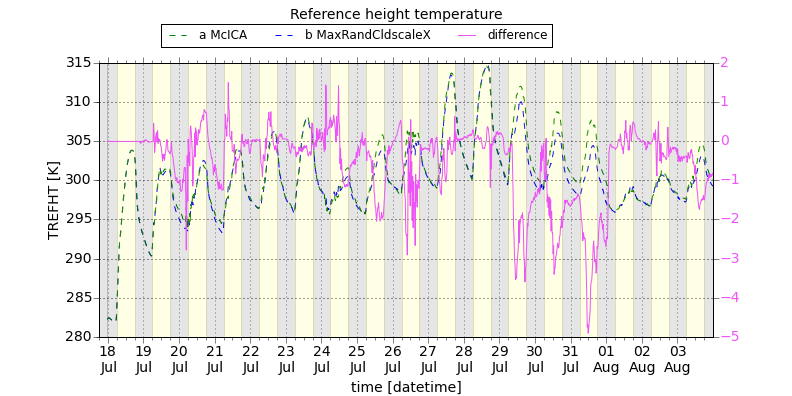 Reference height temperature
a McICA b MaxRandCldscaleX difference
315
310
305
300
295
290
285
280
TREFHT [K]
2
1
0
−1
−2
−3
−4
−5
18 19 20 21 22 23 24 25 26 27 28 29 30 31 01 02 03
Jul Jul Jul Jul Jul Jul Jul Jul Jul Jul Jul Jul Jul Jul Aug Aug Aug
time [datetime]